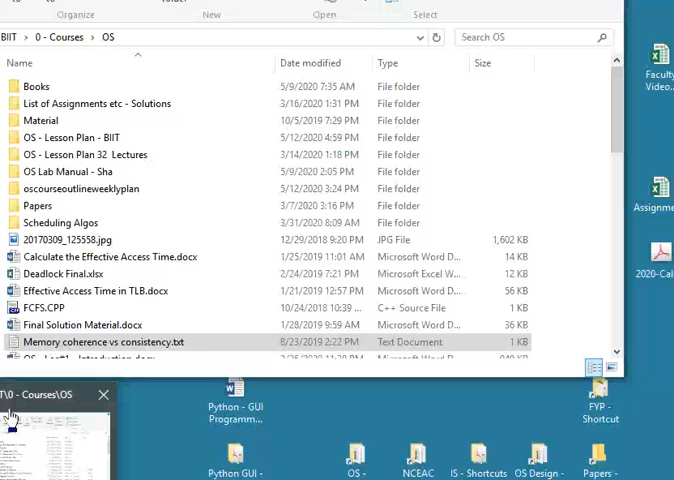 Organize New Open Select
BIIT › 0 - Courses › OS Search OS
Name Date modified Type Size
Books 5/9/2020 7:35 AM File folder
List of Assignments etc - Solutions 3/16/2020 1:31 PM File folder
Material 10/5/2019 7:29 PM File folder
OS - Lesson Plan - BIIT 5/12/2020 4:59 PM File folder
OS - Lesson Plan 32 Lectures 3/14/2020 1:18 PM File folder
OS Lab Manual - Sha 5/9/2020 2:05 PM File folder
oscourseoutlineweeklyplan 5/12/2020 3:24 PM File folder
Papers 3/7/2020 3:16 PM File folder
Scheduling Algos 3/31/2020 8:09 AM File folder
20170309_125558.jpg 12/29/2018 9:20 PM JPG File 1,602 KB
Calculate the Effective Access Time.docx 1/25/2019 11:01 AM Microsoft Word D... 14 KB
Deadlock Final.xlsx 2/24/2019 7:21 PM Microsoft Excel W... 12 KB
Effective Access Time in TLB.docx 1/21/2019 12:57 PM Microsoft Word D... 56 KB
FCFS.CPP 10/24/2018 10:39 ... C++ Source File 1 KB
Final Solution Material.docx 1/28/2019 9:59 AM Microsoft Word D... 36 KB
Memory coherence vs consistency.txt 8/23/2019 2:22 PM Text Document 1 KB
Faculty
Video...
Assignme
2020-Cal
T\0 - Courses\OS
Python - GUI
Programm...
FYP -
Shortcut
Python GUI - OS - NCEAC IS - Shortcuts OS Design - Papers -